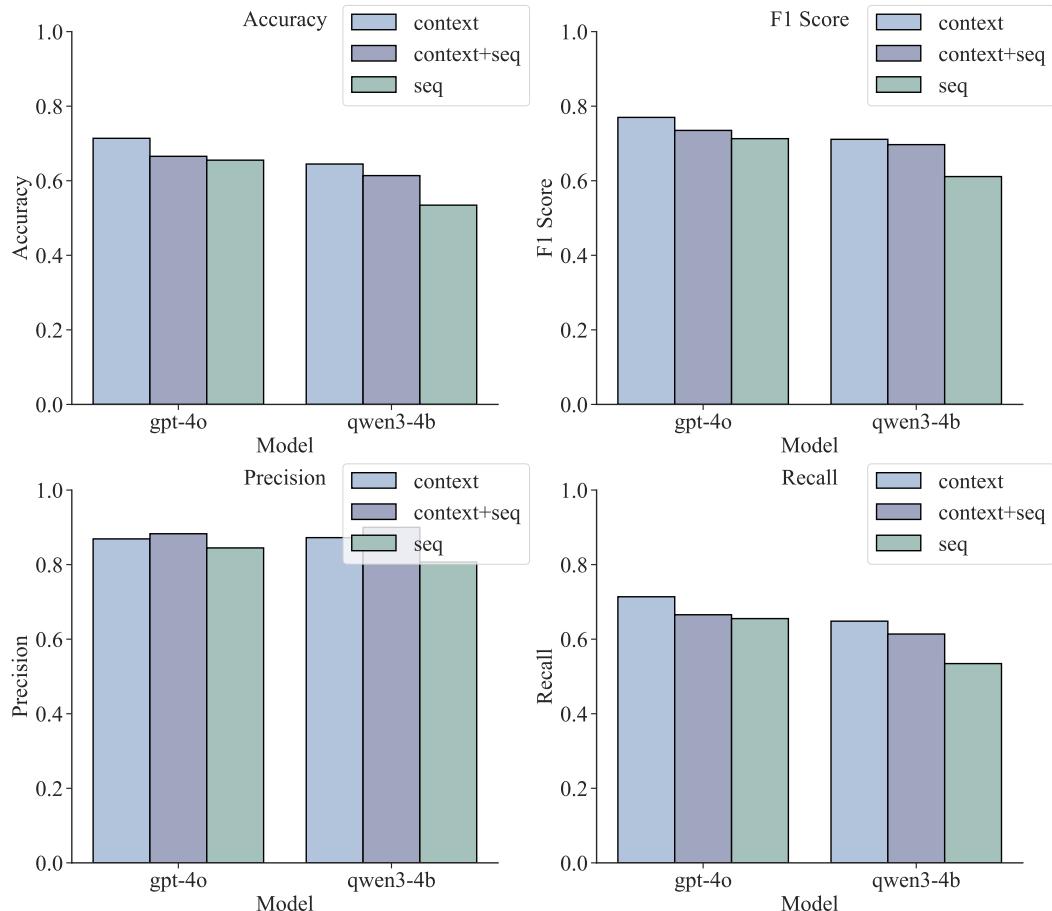 Accuracy
context
context+seq
seq
1.0
0.8
0.6
0.4
0.2
0.0
Accuracy
gpt-4o
qwen3-4b
Model
F1 Score
context
context+seq
seq
1.0
0.8
0.6
0.4
0.2
0.0
F1 Score
gpt-4o
qwen3-4b
Model
Precision
context
context+seq
seq
1.0
0.8
0.6
0.4
0.2
0.0
Precision
gpt-4o
qwen3-4b
Model
Recall
context
context+seq
seq
1.0
0.8
0.6
0.4
0.2
0.0
Recall
gpt-4o
qwen3-4b
Model